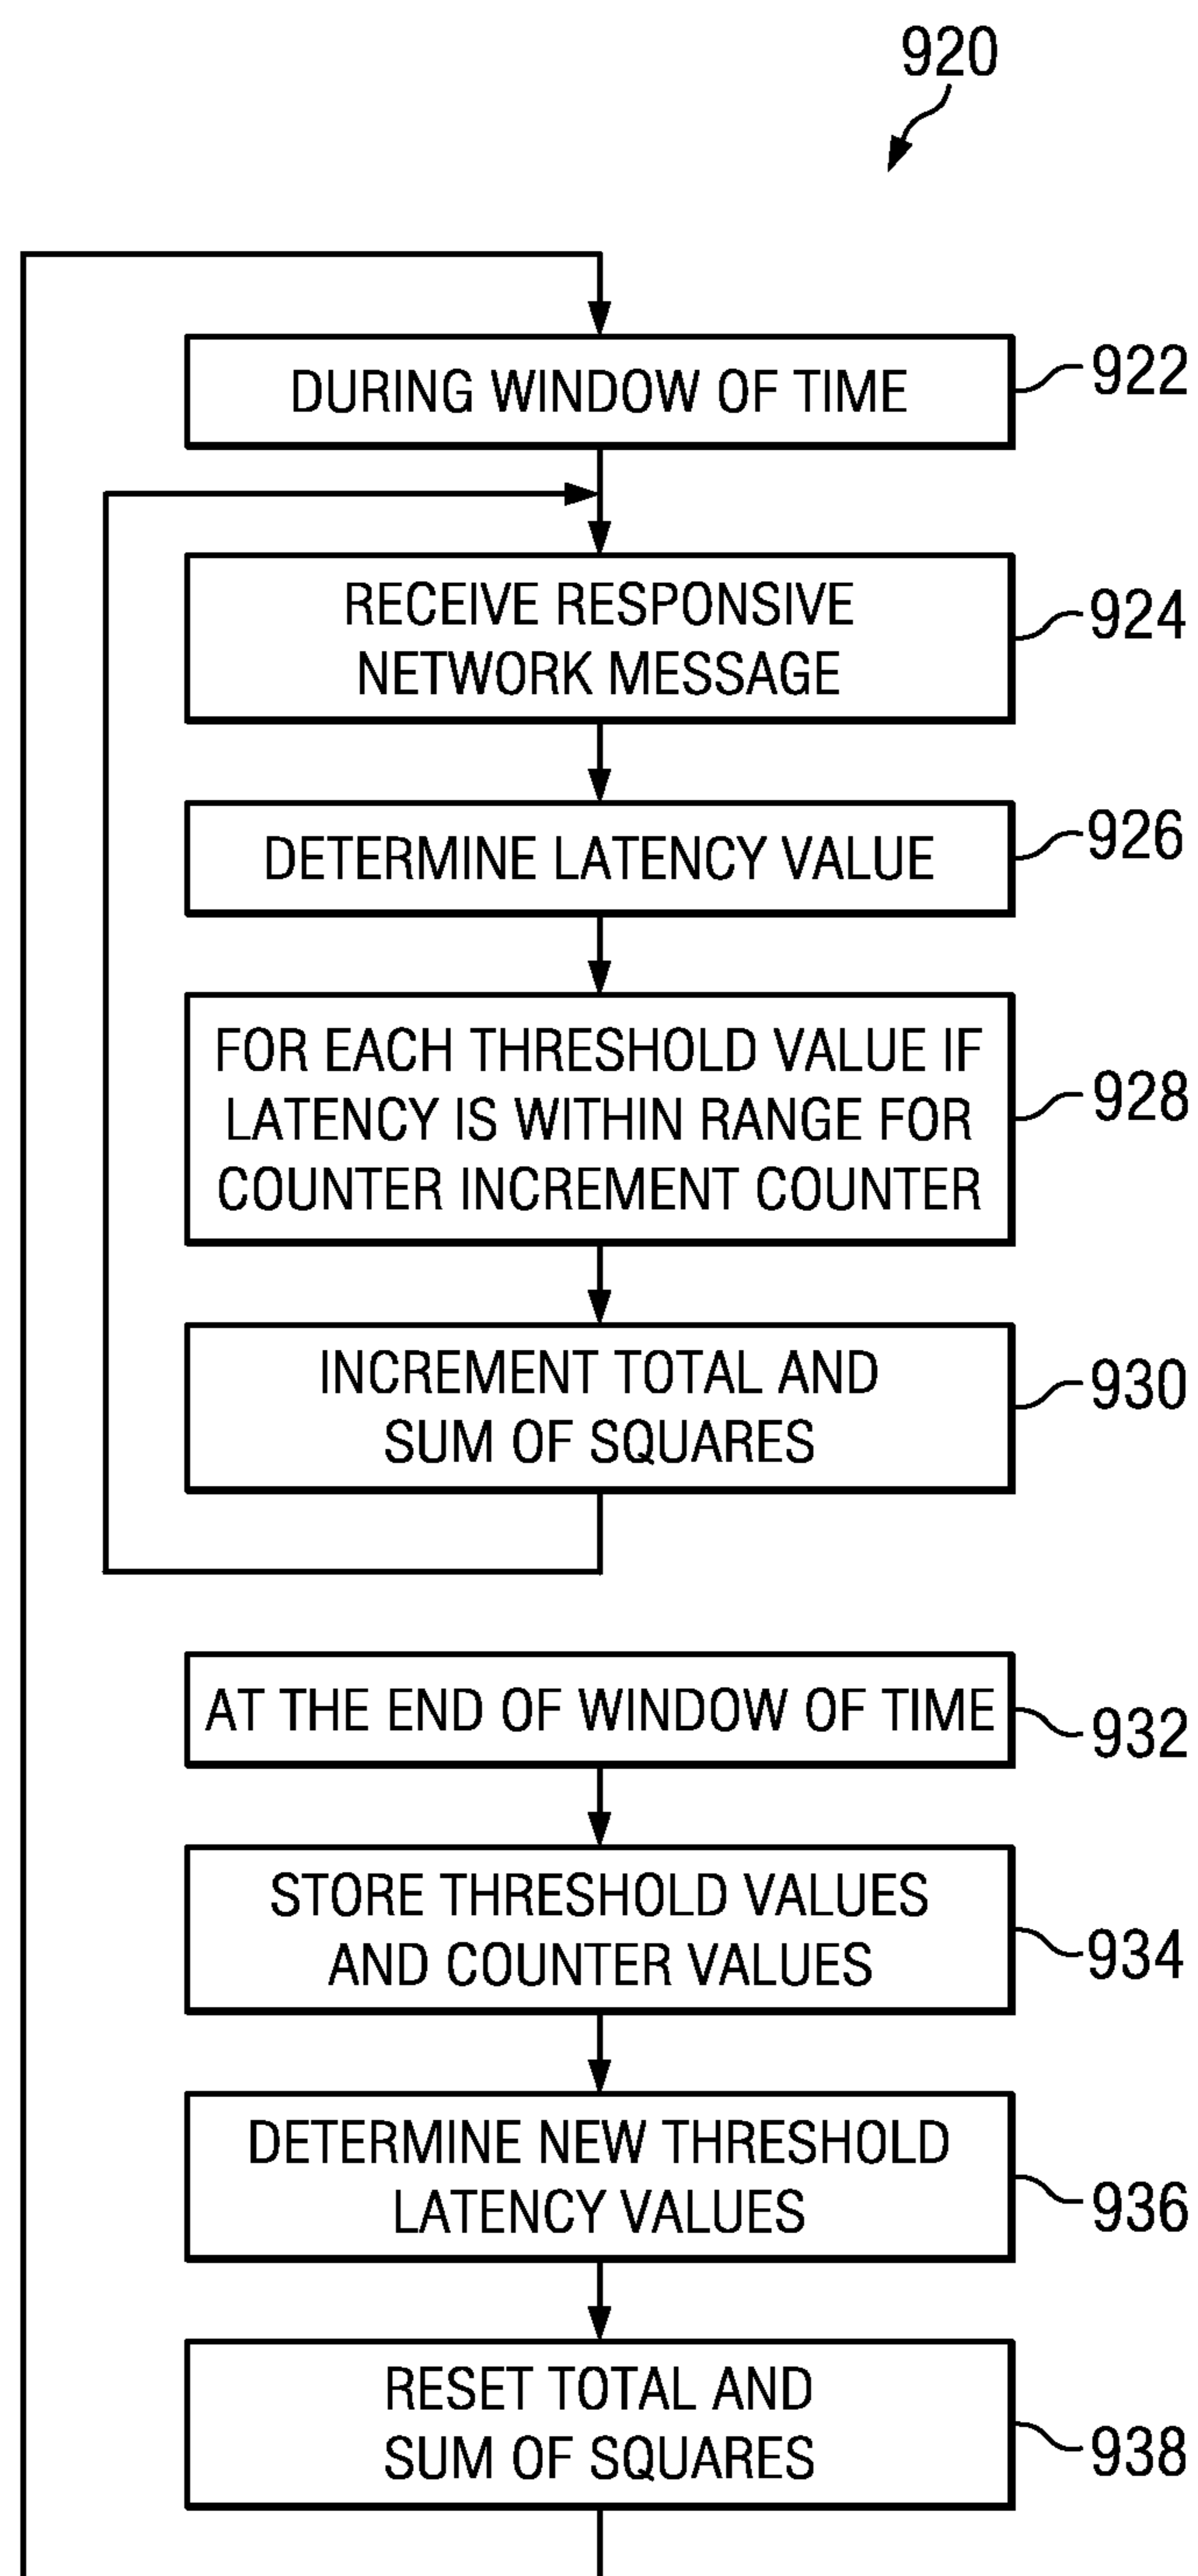 920
DURING WINDOW OF TIME
922
RECEIVE RESPONSIVE
NETWORK MESSAGE
924
DETERMINE LATENCY VALUE
926
FOR EACH THRESHOLD VALUE IF
LATENCY IS WITHIN RANGE FOR
COUNTER INCREMENT COUNTER
928
INCREMENT TOTAL AND
SUM OF SQUARES
930
AT THE END OF WINDOW OF TIME
932
STORE THRESHOLD VALUES
AND COUNTER VALUES
934
DETERMINE NEW THRESHOLD
LATENCY VALUES
936
RESET TOTAL AND
SUM OF SQUARES
938